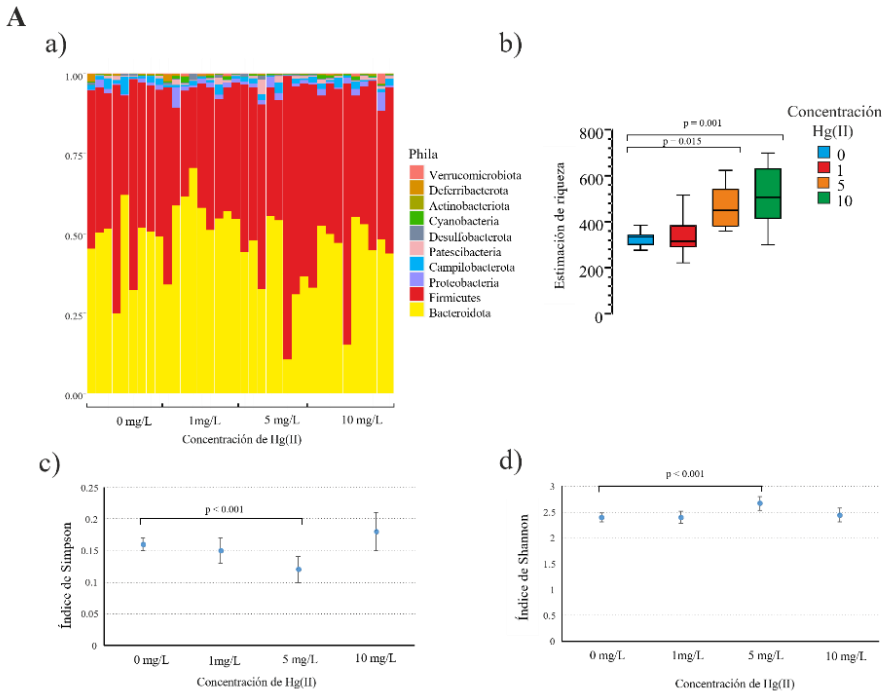 A
a)
1.00
0.75
0.50
0.25
0.00
0 mg/L 1mg/L 5 mg/L 10 mg/L
Concentración de Hg(II)
Phila
Verrucomicrobiota
Deferribacterota
Actinobacteriota
Cyanobacteria
Desulfobacterota
Patescibacteria
Campilobacterota
Proteobacteria
Firmicutes
Bacteroidota
b)
Estimación de riqueza
800
600
400
200
0
p = 0.001
p = 0.015
Concentración
Hg(II)
0
1
5
10
c)
Índice de Simpson
0.25
0.2
0.15
0.1
0.05
0
p < 0.001
0 mg/L 1mg/L 5 mg/L 10 mg/L
Concentración de Hg(II)
d)
Índice de Shannon
3
2.5
2
1.5
1
0.5
0
p < 0.001
0 mg/L 1 mg/L 5 mg/L 10 mg/L
Concentración de Hg(II)